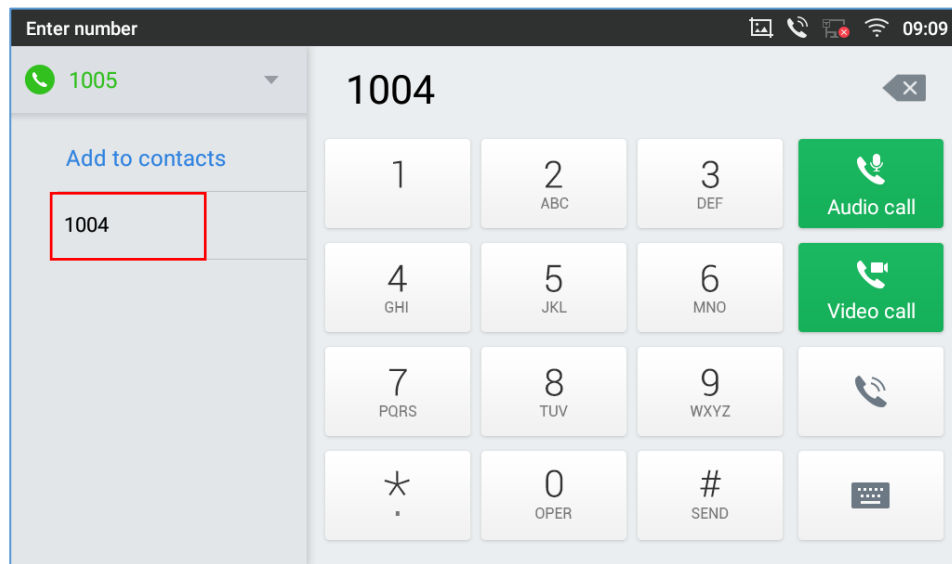 Enter number
09:09
1005
1004
Add to contacts
1004
1
2
ABC
3
DEF
Audio call
4
GHI
5
JKL
6
MNO
Video call
7
PQRS
8
TUV
9
WXYZ
*
.
0
OPER
#
SEND